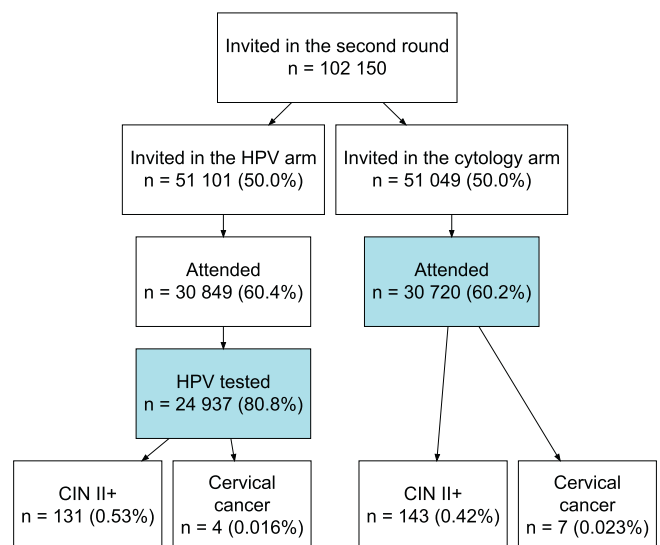 Invited in the second round
n = 102 150
Invited in the HPV arm
n = 51 101 (50.0%)
Invited in the cytology arm
n = 51 049 (50.0%)
Attended
n = 30 849 (60.4%)
Attended
n = 30 720 (60.2%)
HPV tested
n = 24 937 (80.8%)
CIN II+
n = 131 (0.53%)
Cervical
cancer
n = 4 (0.016%)
CIN II+
n = 143 (0.42%)
Cervical
cancer
n = 7 (0.023%)